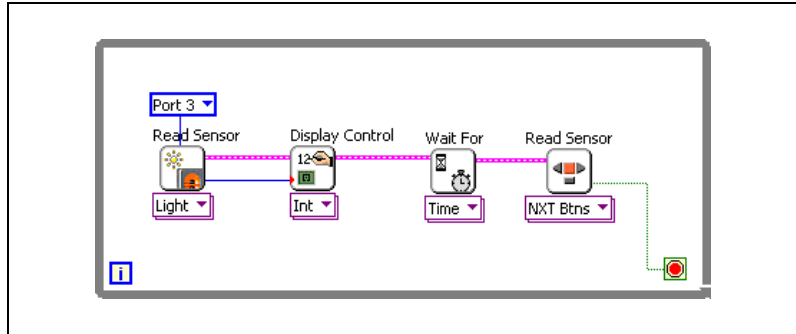 Port 3
Read Sensor Display Control Wait For Read Sensor
12
Light Int Time NXT Btns
i